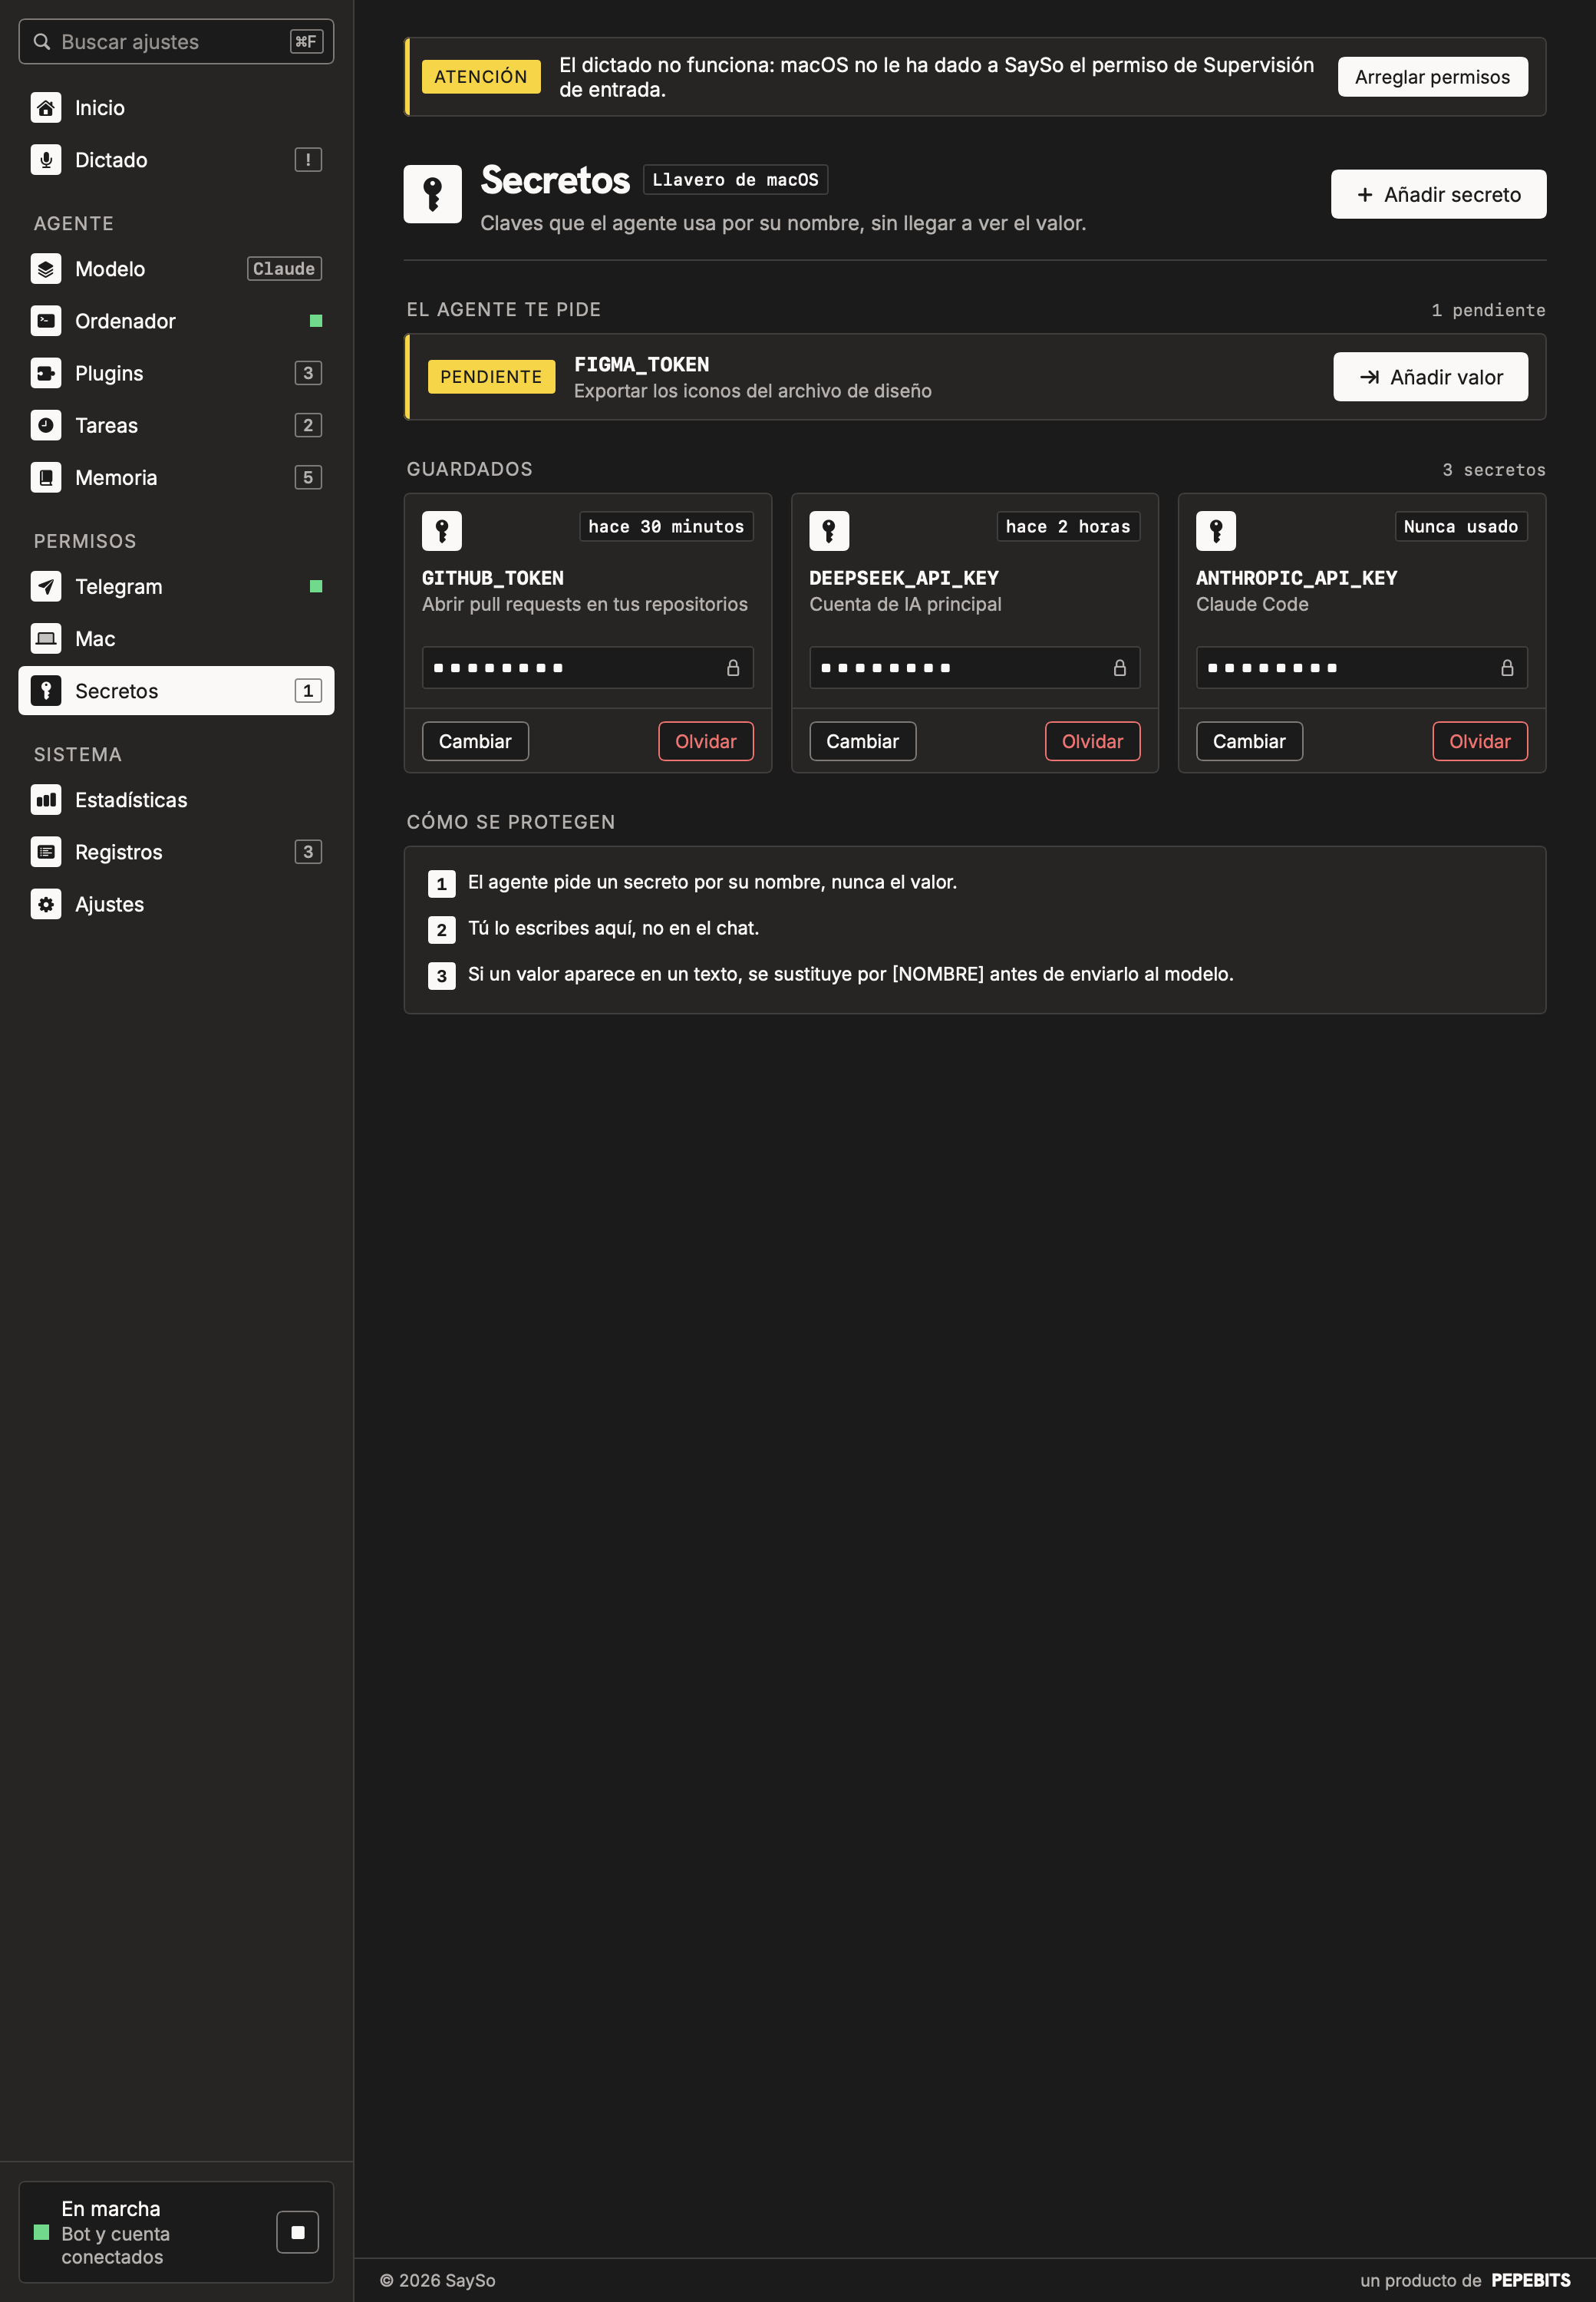 Buscar ajustes ⌘F
Inicio
Dictado !
AGENTE
Modelo Claude
Ordenador
Plugins 3
Tareas 2
Memoria 5
PERMISOS
Telegram
Mac
Secretos 1
SISTEMA
Estadísticas
Registros 3
Ajustes
En marcha
Bot y cuenta
conectados
ATENCIÓN
El dictado no funciona: macOS no le ha dado a SaySo el permiso de Supervisión
de entrada.
Arreglar permisos
Secretos Llavero de macOS
Claves que el agente usa por su nombre, sin llegar a ver el valor.
+ Añadir secreto
EL AGENTE TE PIDE 1 pendiente
PENDIENTE
FIGMA_TOKEN
Exportar los iconos del archivo de diseño
Añadir valor
GUARDADOS 3 secretos
hace 30 minutos
GITHUB_TOKEN
Abrir pull requests en tus repositorios
Cambiar Olvidar
hace 2 horas
DEEPSEEK_API_KEY
Cuenta de IA principal
Cambiar Olvidar
Nunca usado
ANTHROPIC_API_KEY
Claude Code
Cambiar Olvidar
CÓMO SE PROTEGEN
1 El agente pide un secreto por su nombre, nunca el valor.
2 Tú lo escribes aquí, no en el chat.
3 Si un valor aparece en un texto, se sustituye por [NOMBRE] antes de enviarlo al modelo.
© 2026 SaySo
un producto de PEPEBITS